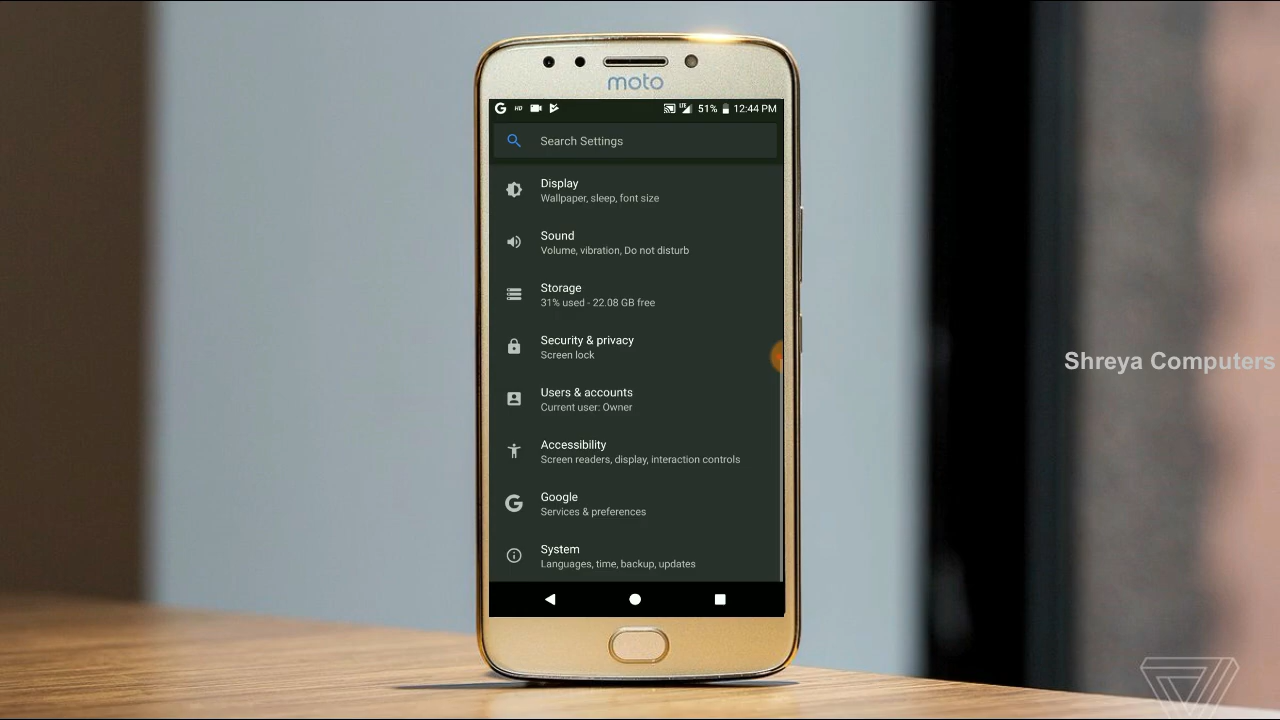 moto
G HD LTE 51% 12:44 PM
Search Settings
Display
Wallpaper, sleep, font size
Sound
Volume, vibration, Do not disturb
Storage
31% used - 22.08 GB free
Security & privacy
Screen lock
Shreya Computers
Users & accounts
Current user: Owner
Accessibility
Screen readers, display, interaction controls
G
Google
Services & preferences
System
Languages, time, backup, updates